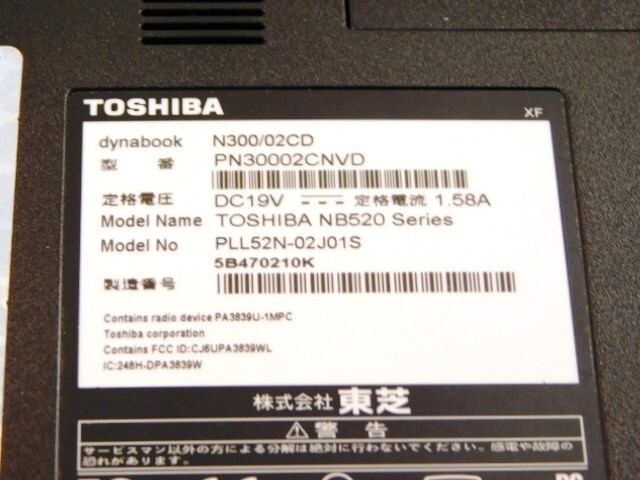 TOSHIBA
XF
dynabook N300/02CD
型 番 PN30002CNVD
定格電圧 DC19V 定格電流 1.58A
Model Name TOSHIBA NB520 Series
Model No PLL52N-02J01S
5B470210K
製造番号
Contains radio device PA3839U-1MPC
Toshiba corporation
Contains FCC ID:CJ6UPA3839WL
IC:248H-DPA3839W
株式会社 東芝
警告
サービスマン以外の方による分解は絶対に行わないでください。感電や故障の
恐れがあります。